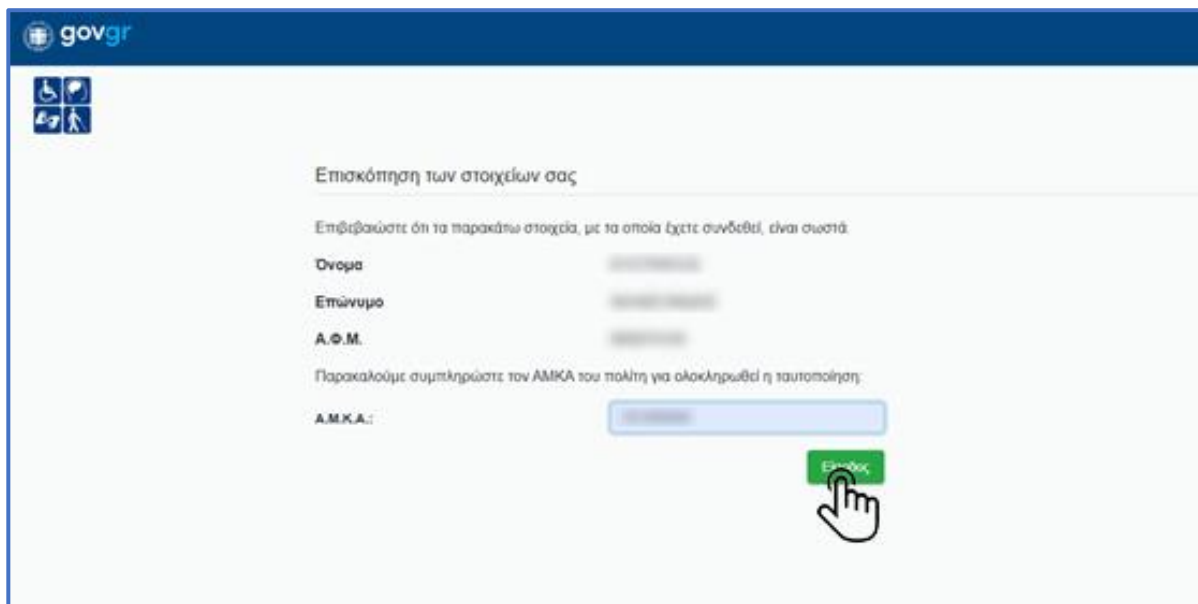 govgr
Επισκόπηση των στοιχείων σας
Επιβεβαιώστε ότι τα παρακάτω στοιχεία, με τα οποία έχετε συνδεθεί, είναι σωστά:
Όνομα
Επώνυμο
Α.Φ.Μ.
Παρακαλούμε συμπληρώστε τον ΑΜΚΑ του πολίτη για ολοκληρωθεί η ταυτοποίηση:
Α.Μ.Κ.Α.:
Είσοδος